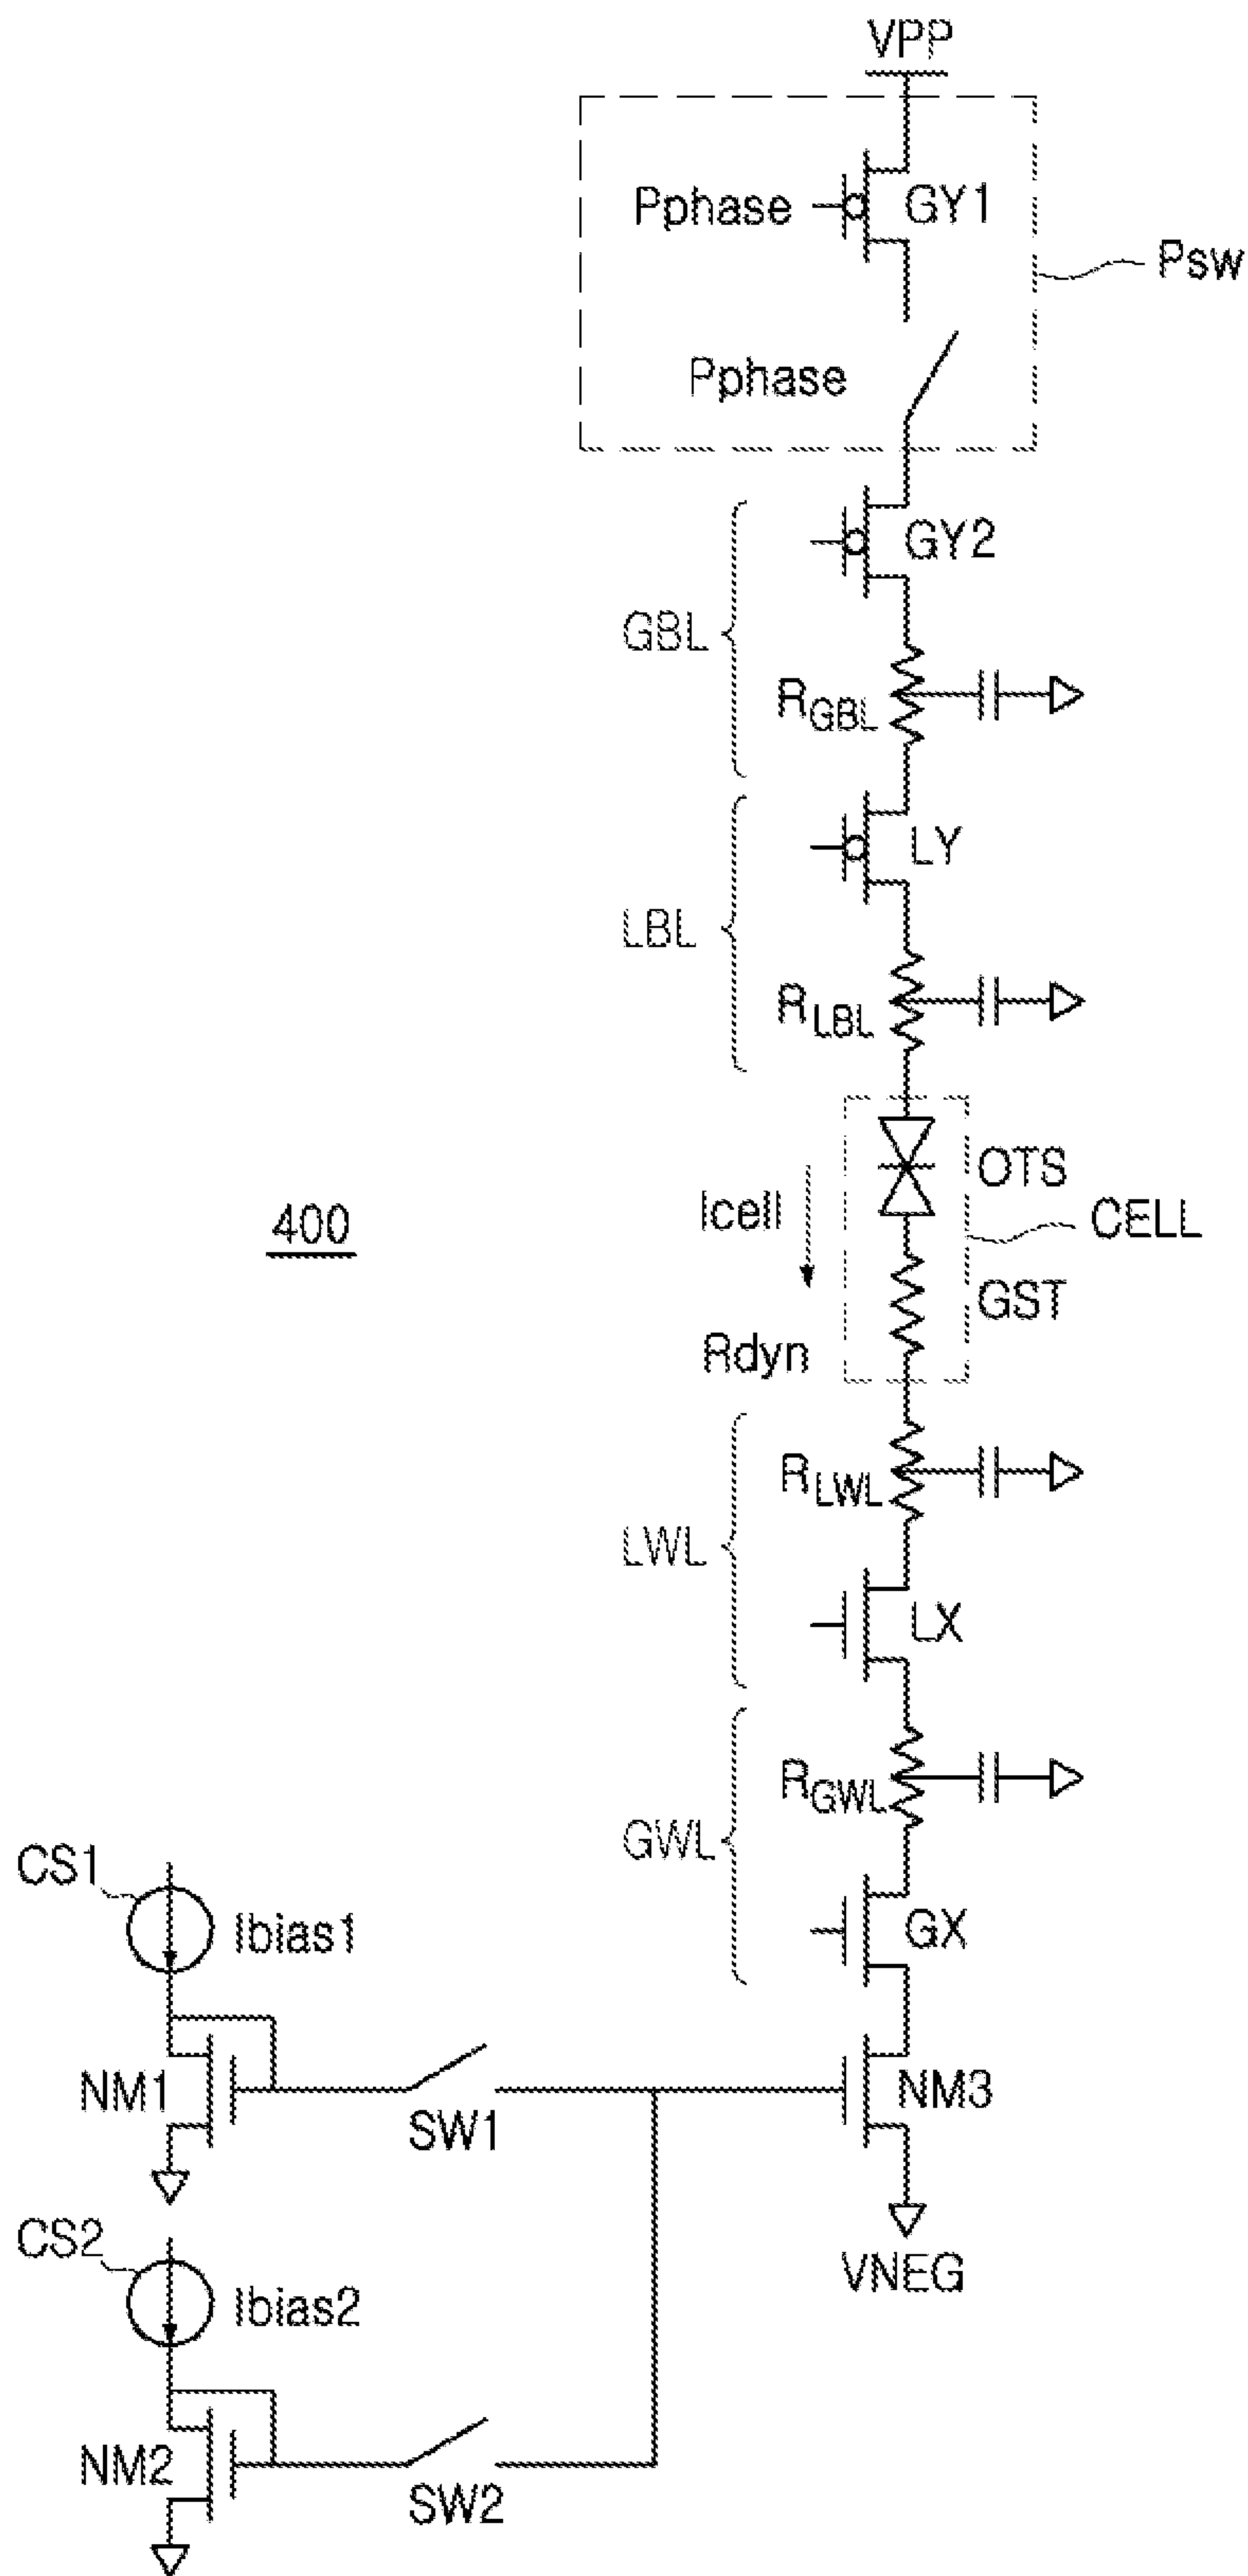 VPP
Pphase
GY1
Psw
Pphase
GY2
GBL
RGBL
LY
LBL
RLBL
OTS
400
Icell
CELL
GST
Rdyn
RLWL
LWL
LX
RGWL
GWL
CS1
Ibias1
GX
NM1
SW1
NM3
CS2
Ibias2
VNEG
NM2
SW2